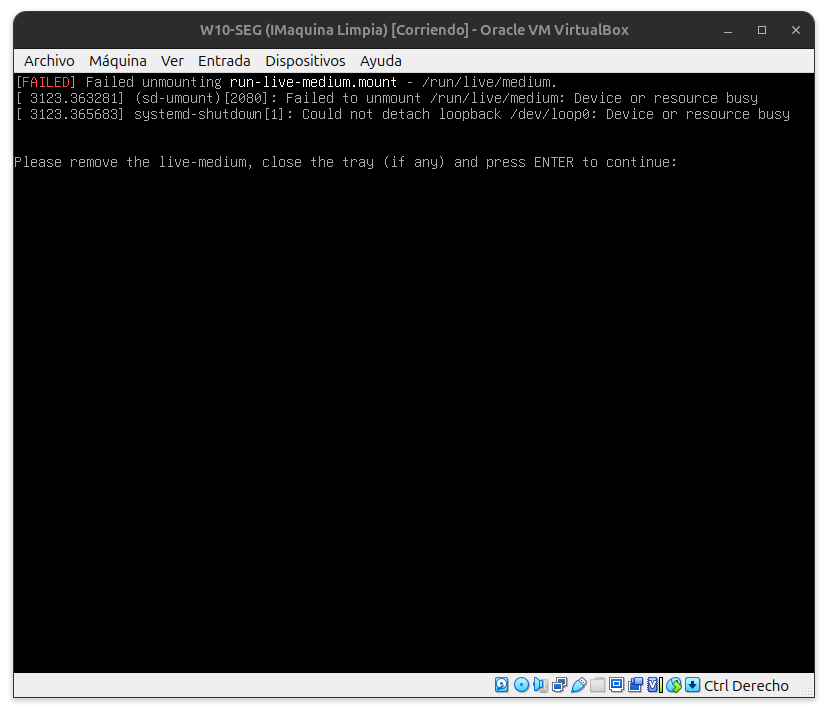 W10-SEG (IMaquina Limpia) [Corriendo] - Oracle VM VirtualBox
Archivo Máquina Ver Entrada Dispositivos Ayuda
[FAILED] Failed unmounting run-live-medium.mount - /run/live/medium.
[ 3123.363281] (sd-umount)[2080]: Failed to unmount /run/live/medium: Device or resource busy
[ 3123.365683] systemd-shutdown[1]: Could not detach loopback /dev/loop0: Device or resource busy
Please remove the live-medium, close the tray (if any) and press ENTER to continue:
Ctrl Derecho